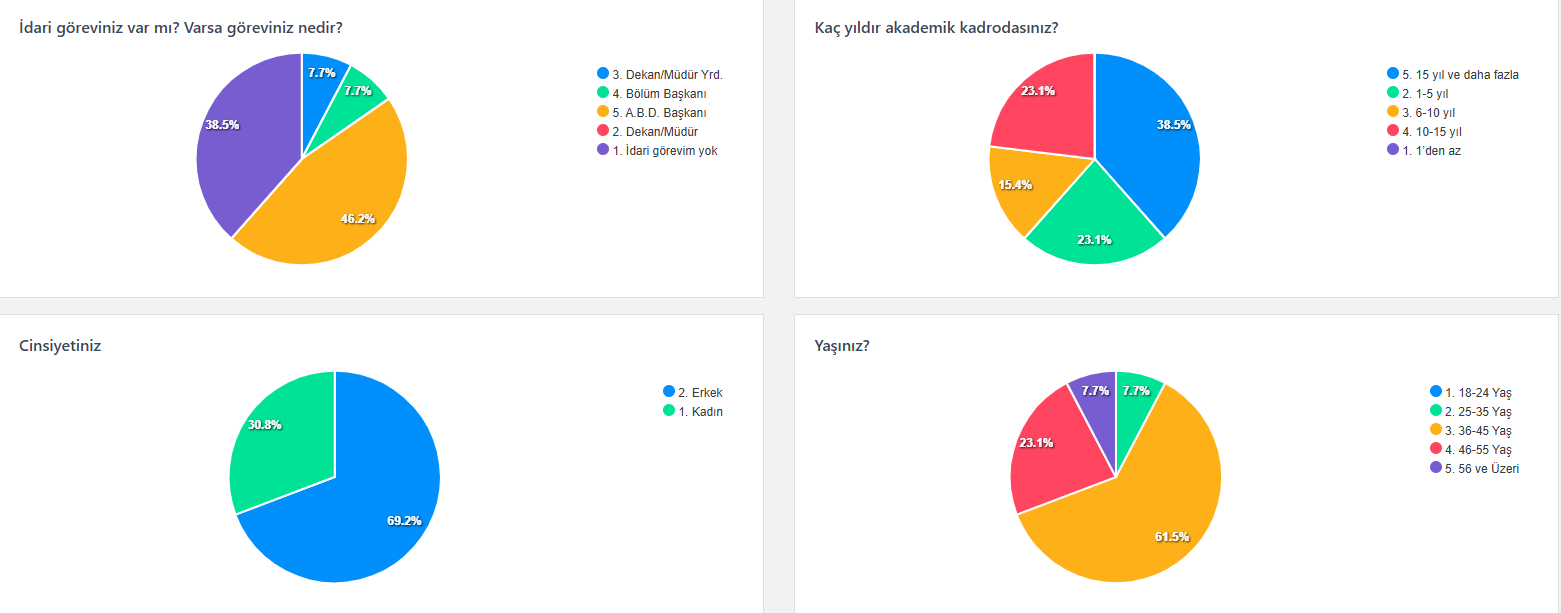 İdari göreviniz var mı? Varsa göreviniz nedir?
7.7%
7.7%
38.5%
46.2%
3. Dekan/Müdür Yrd.
4. Bölüm Başkanı
5. A.B.D. Başkanı
2. Dekan/Müdür
1. İdari görevim yok
Kaç yıldır akademik kadrodasınız?
23.1%
38.5%
15.4%
23.1%
5. 15 yıl ve daha fazla
2. 1-5 yıl
3. 6-10 yıl
4. 10-15 yıl
1. 1'den az
Cinsiyetiniz
30.8%
69.2%
2. Erkek
1. Kadın
Yaşınız?
7.7%
7.7%
23.1%
61.5%
1. 18-24 Yaş
2. 25-35 Yaş
3. 36-45 Yaş
4. 46-55 Yaş
5. 56 ve Üzeri